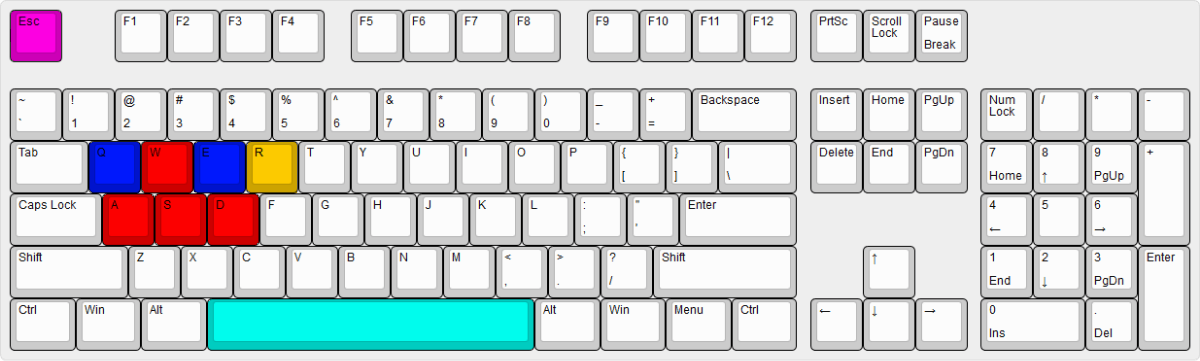 Esc F1 F2 F3 F4 F5 F6 F7 F8 F9 F10 F11 F12 PrtSc Scroll Pause
Lock Break
~ ! @ # $ % ^ & * ( ) _ + Backspace Insert Home PgUp Num / * -
` 1 2 3 4 5 6 7 8 9 0 - = Lock
Tab Q W E R T Y U I O P { } | Delete End PgDn 7 8 9 +
[ ] \ Home ↑ PgUp
Caps Lock A S D F G H J K L : " Enter 4 5 6
; ' ← →
Shift Z X C V B N M < > ? Shift ↑ 1 2 3 Enter
, . / End ↓ PgDn
Ctrl Win Alt Alt Win Menu Ctrl ← ↓ → 0 .
Ins Del